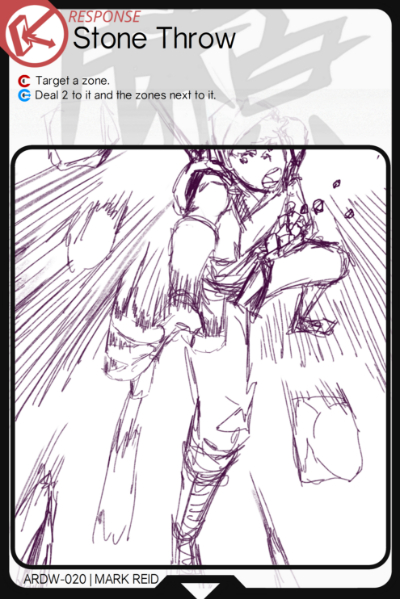 RESPONSE
Stone Throw
C Target a zone.
C Deal 2 to it and the zones next to it.
ARDW-020 | MARK REID